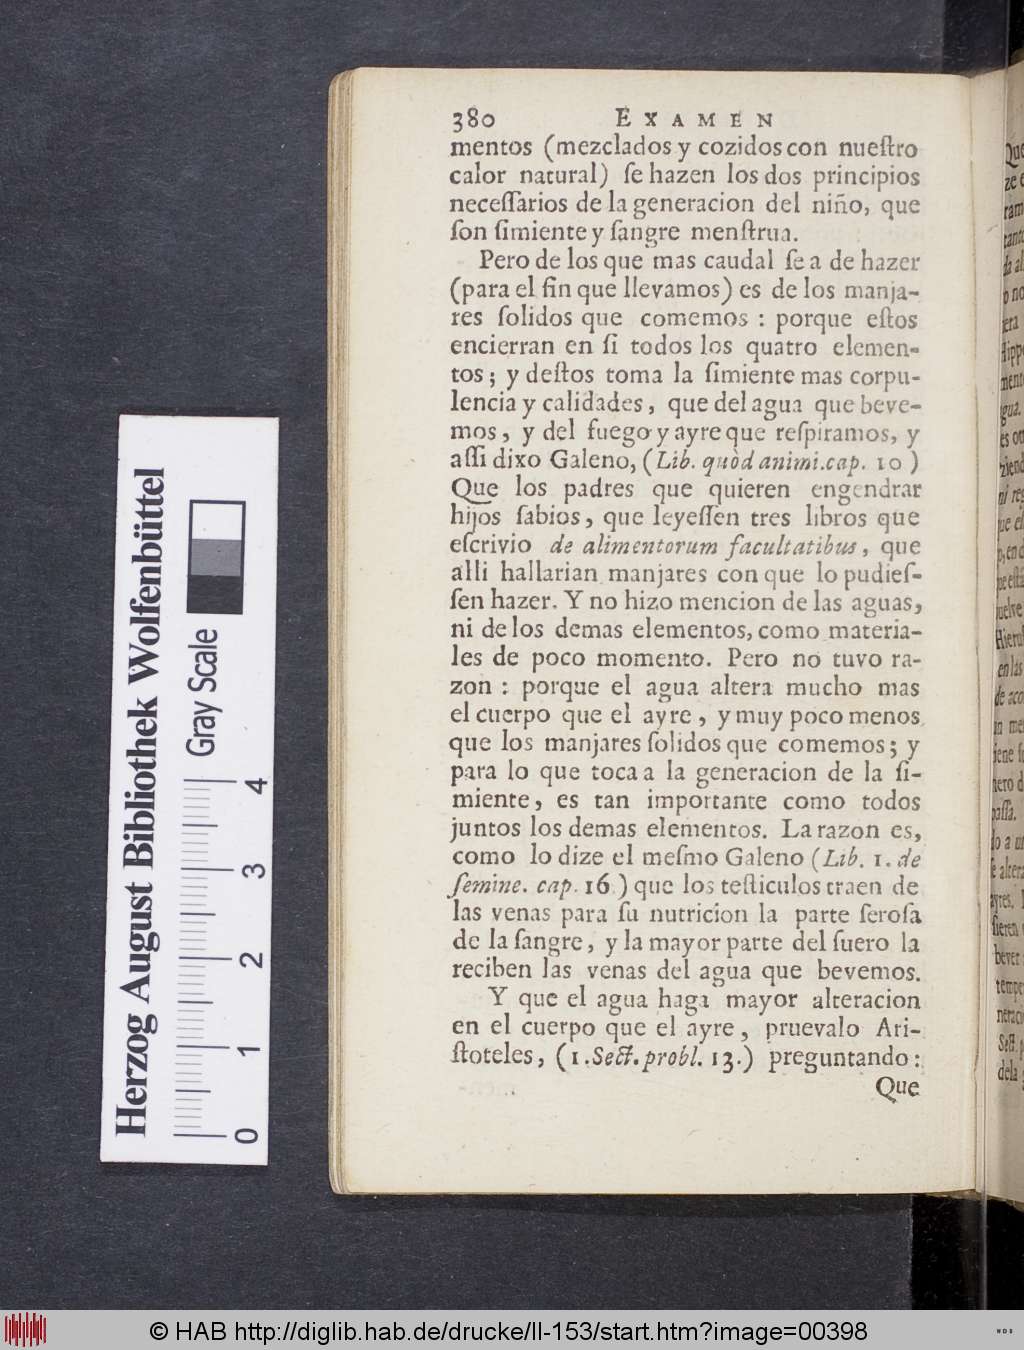 380 EXAMEN
mentos (mezclados y cozidos con nueſtro
calor natural) ſe hazen los dos principios
neceſſarios de la generacion del niño, que
ſon ſimiente y ſangre menſtrua.
Pero de los que mas caudal ſe a de hazer
(para el fin que llevamos) es de los manja-
res ſolidos que comemos : porque eſtos
encierran en ſi todos los quatro elemen-
tos ; y deſtos toma la ſimiente mas corpu-
lencia y calidades, que del agua que beve-
mos, y del fuego y ayre que reſpiramos, y
aſſi dixo Galeno, (Lib. quòd animi. cap. 10)
Que los padres que quieren engendrar
hijos ſabios, que leyeſſen tres libros que
eſcrivio de alimentorum facultatibus, que
alli hallarian manjares con que lo pudieſ-
ſen hazer. Y no hizo mencion de las aguas,
ni de los demas elementos, como materia-
les de poco momento. Pero no tuvo ra-
zon : porque el agua altera mucho mas
el cuerpo que el ayre, y muy poco menos
que los manjares ſolidos que comemos ; y
para lo que toca a la generacion de la ſi-
miente, es tan importante como todos
juntos los demas elementos. La razon es,
como lo dize el meſmo Galeno (Lib. 1. de
ſemine. cap. 16.) que los teſticulos traen de
las venas para ſu nutricion la parte ſeroſa
de la ſangre, y la mayor parte del ſuero la
reciben las venas del agua que bevemos.
Y que el agua haga mayor alteracion
en el cuerpo que el ayre, pruevalo Ari-
ſtoteles, (1. Sect. probl. 13.) preguntando :
Que
Herzog August Bibliothek Wolfenbüttel
Gray Scale
0 1 2 3 4
© HAB http://diglib.hab.de/drucke/ll-153/start.htm?image=00398